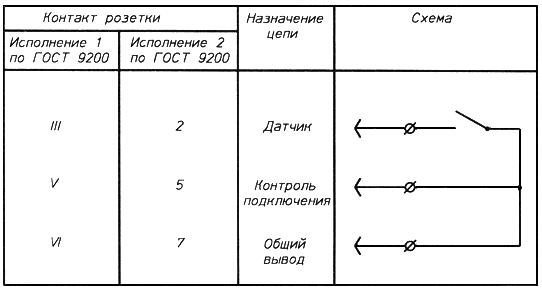 Контакт розетки
Назначение цепи
Схема
Исполнение 1 по ГОСТ 9200
Исполнение 2 по ГОСТ 9200
III
2
Датчик
V
5
Контроль подключения
VI
7
Общий вывод